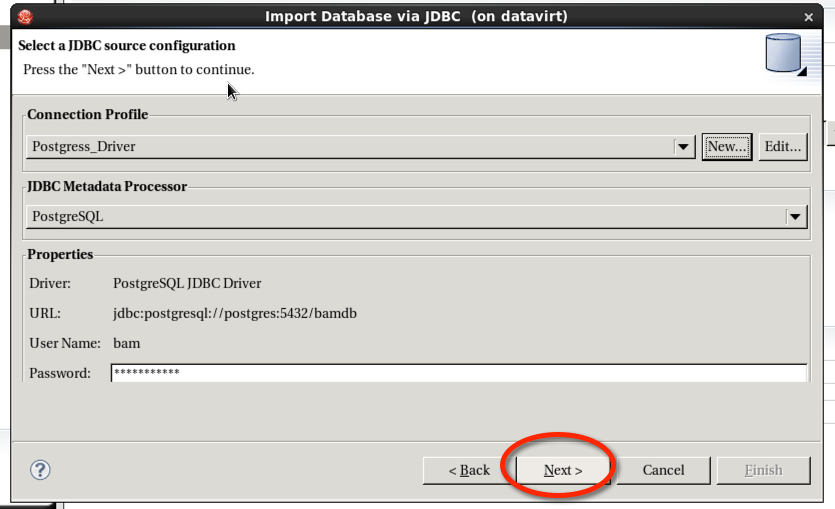 Import Database via JDBC (on datavirt)
Select a JDBC source configuration
Press the "Next >" button to continue.
Connection Profile
Postgress_Driver New... Edit...
JDBC Metadata Processor
PostgreSQL
Properties
Driver: PostgreSQL JDBC Driver
URL: jdbc:postgresql://postgres:5432/bamdb
User Name: bam
Password: ***********
? < Back Next > Cancel Finish